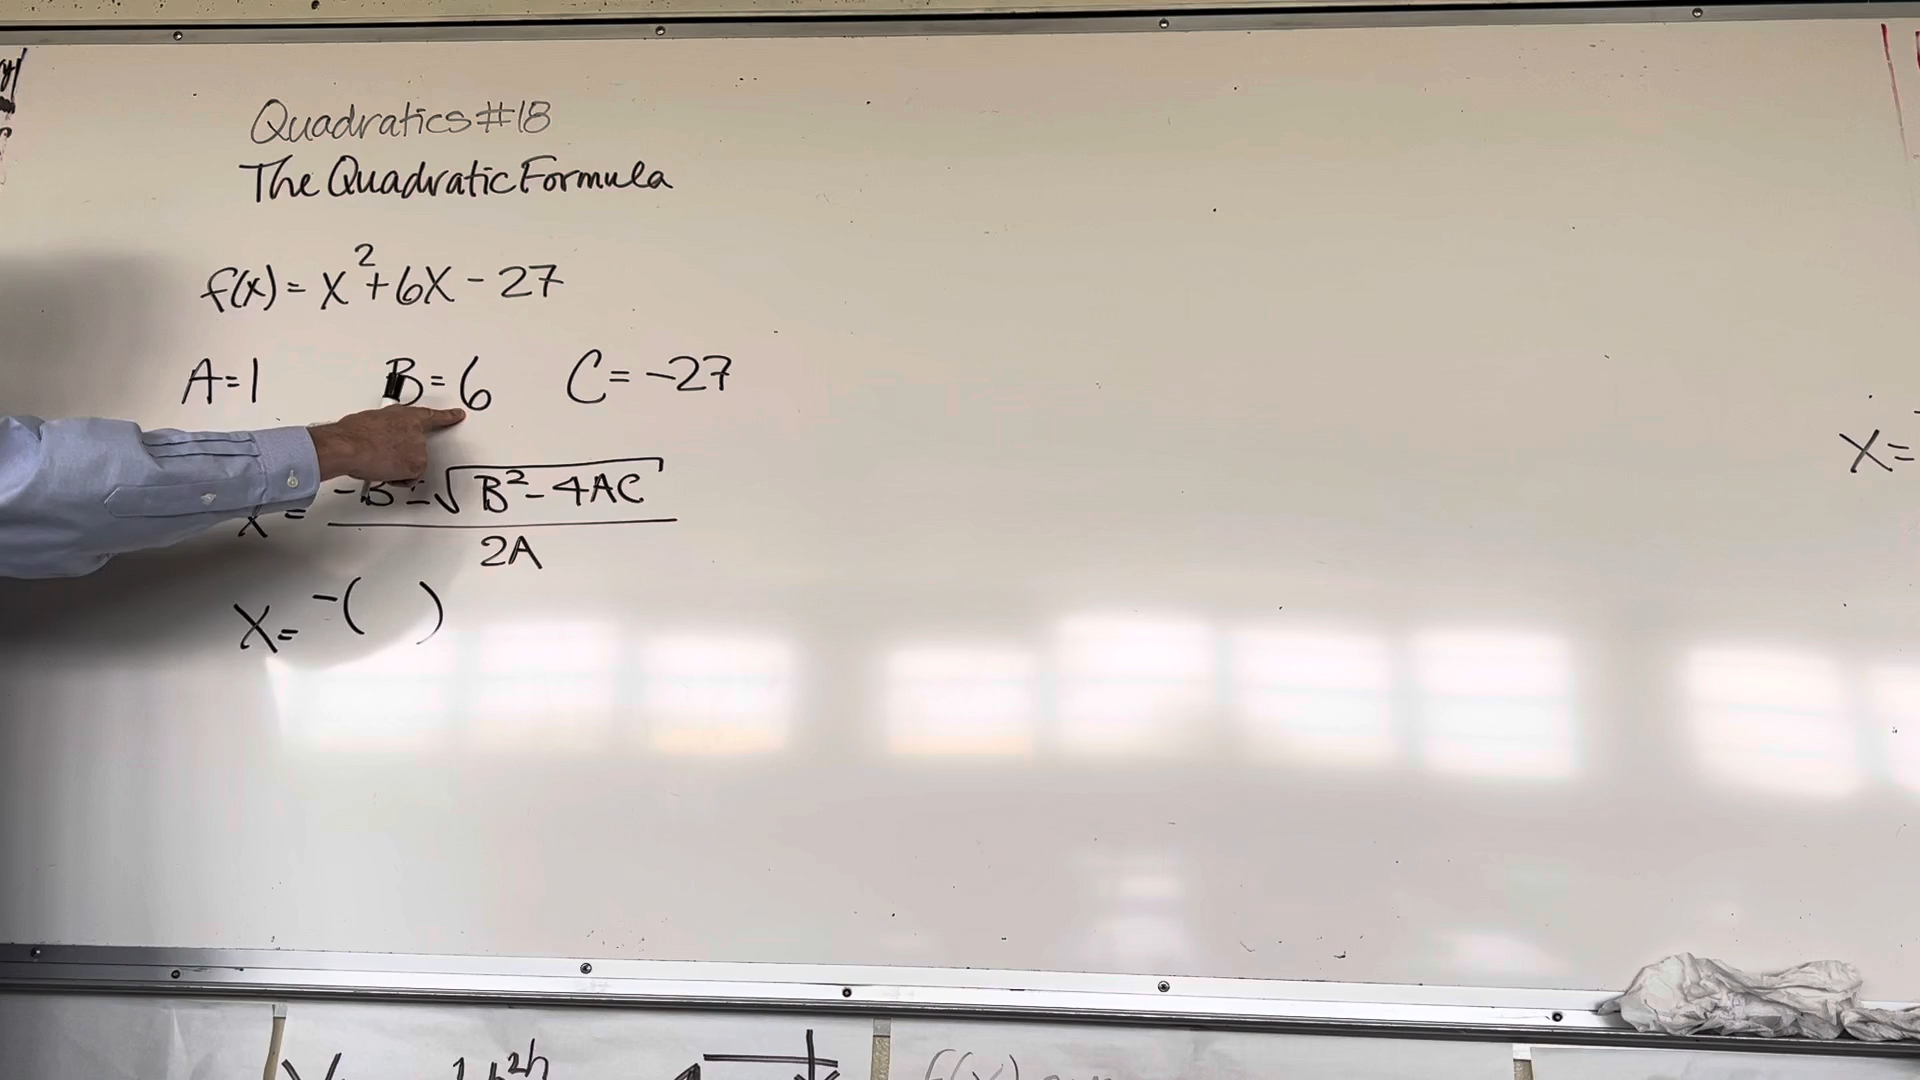 Quadratics #18
The Quadratic Formula
f(x) = x² + 6x - 27
A = 1 B = 6 C = -27
x = -B ± √(B² - 4AC) / 2A
x = -( )
x =